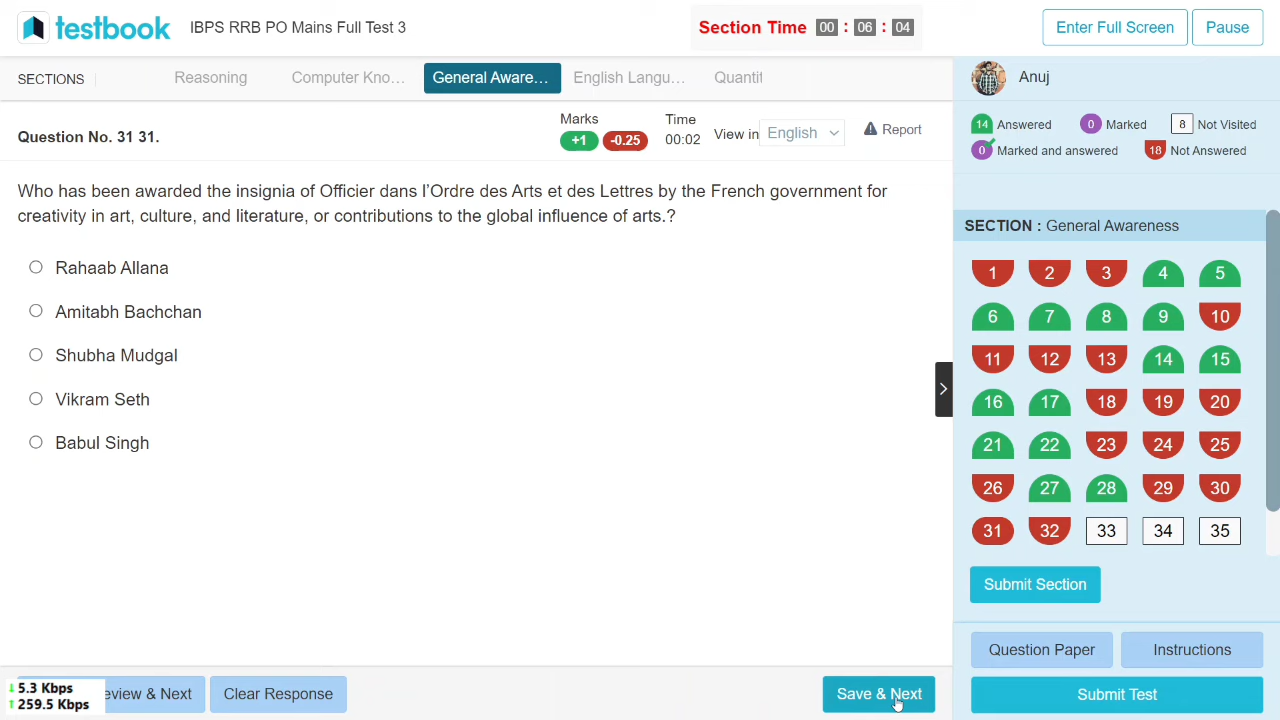 testbook
IBPS RRB PO Mains Full Test 3
Section Time 00 : 06 : 04
Enter Full Screen
Pause
SECTIONS
Reasoning
Computer Kno...
General Aware...
English Langu...
Quantit
Anuj
Question No. 31 31.
Marks
+1 -0.25
Time
00:02
View in English
Report
14 Answered
0 Marked
8 Not Visited
0 Marked and answered
18 Not Answered
Who has been awarded the insignia of Officier dans l’Ordre des Arts et des Lettres by the French government for
creativity in art, culture, and literature, or contributions to the global influence of arts.?
Rahaab Allana
Amitabh Bachchan
Shubha Mudgal
Vikram Seth
Babul Singh
SECTION : General Awareness
1 2 3 4 5
6 7 8 9 10
11 12 13 14 15
16 17 18 19 20
21 22 23 24 25
26 27 28 29 30
31 32 33 34 35
Submit Section
Question Paper
Instructions
Submit Test
5.3 Kbps
259.5 Kbps
eview & Next
Clear Response
Save & Next